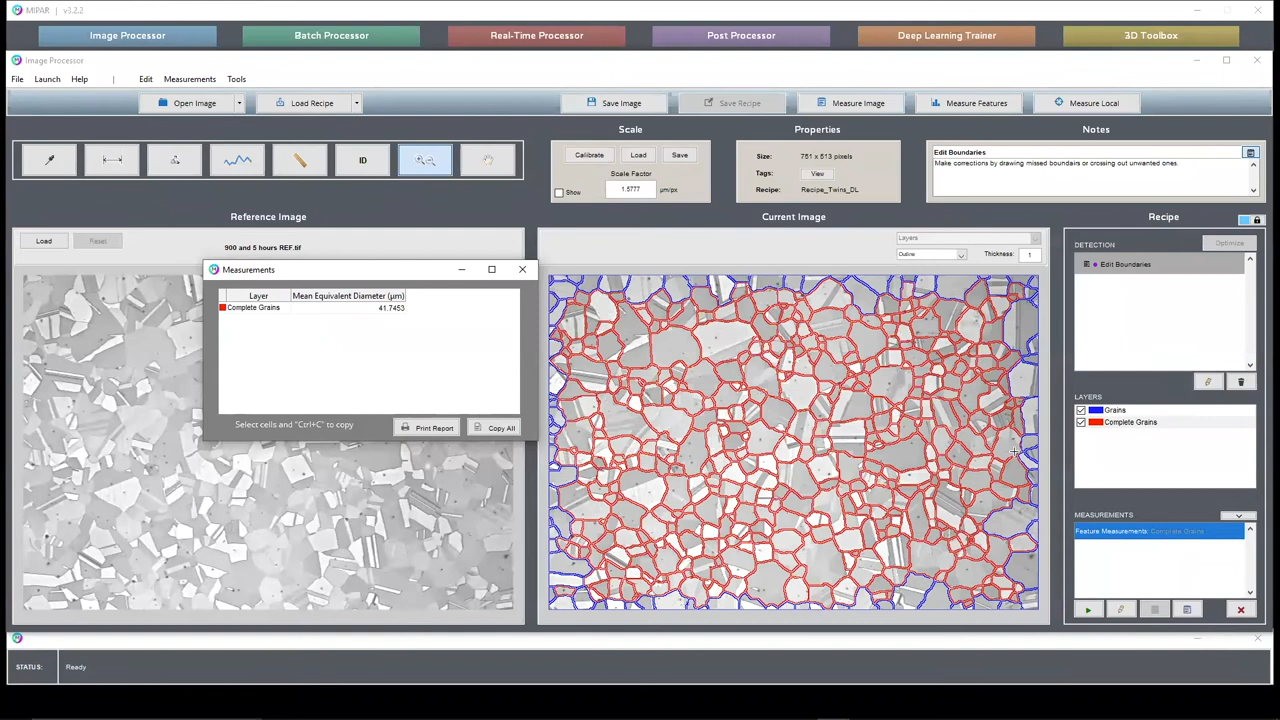 MIPAR | v3.2.2
Image Processor
Batch Processor
Real-Time Processor
Post Processor
Deep Learning Trainer
3D Toolbox
Image Processor
File Launch Help | Edit Measurements Tools
Open Image
Load Recipe
Save Image
Save Recipe
Measure Image
Measure Features
Measure Local
Scale
Properties
Notes
ID
Calibrate
Load
Save
Scale Factor
Show
1.5777
µm/px
Size: 751 x 513 pixels
Tags: View
Recipe: Recipe_Twins_DL
Edit Boundaries
Make corrections by drawing missed boundairs or crossing out unwanted ones.
Reference Image
Current Image
Recipe
Load
Reset
900 and 5 hours REF.tif
Layers
Outline
Thickness: 1
Measurements
Layer Mean Equivalent Diameter (µm)
Complete Grains 41.7453
Select cells and "Ctrl+C" to copy
Print Report
Copy All
DETECTION
Optimize
Edit Boundaries
LAYERS
Grains
Complete Grains
MEASUREMENTS
Feature Measurements: Complete Grains
STATUS: Ready